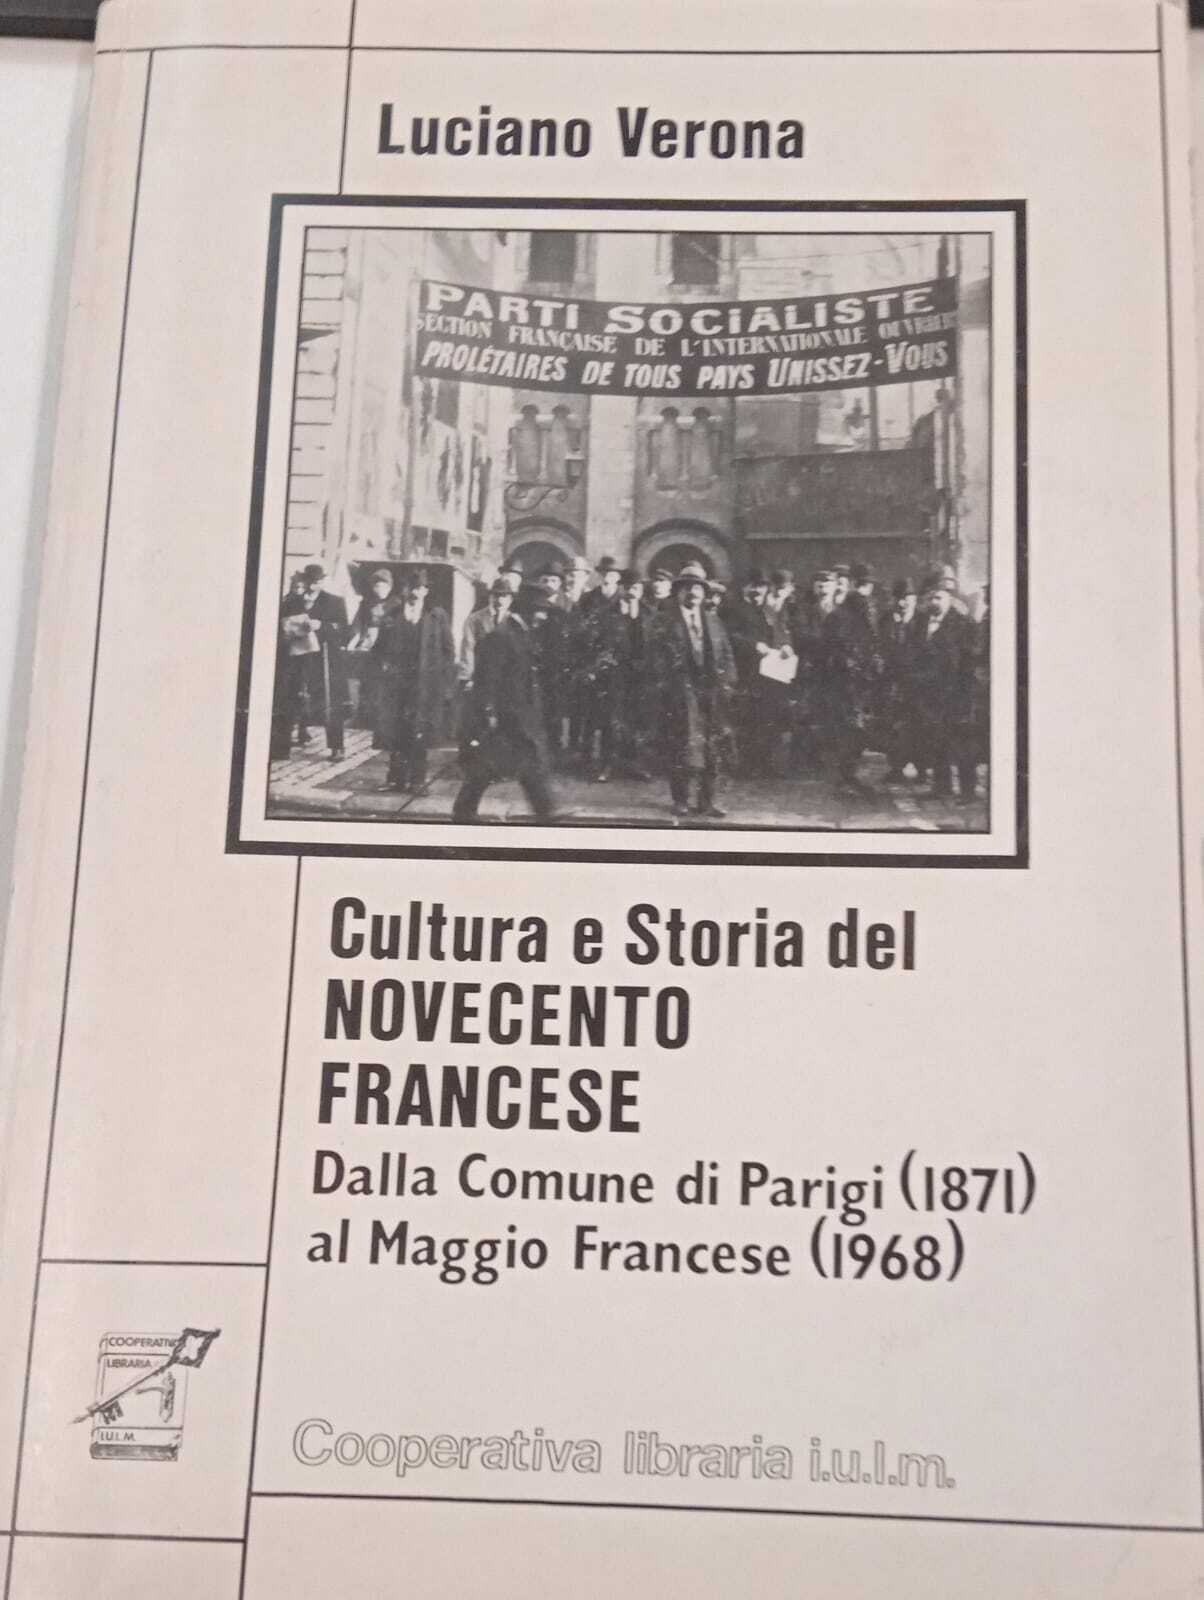 Luciano Verona
PARTI SOCIALISTE
SECTION FRANÇAISE DE L'INTERNATIONALE OUVRIERE
PROLÉTAIRES DE TOUS PAYS UNISSEZ-VOUS
Cultura e Storia del
NOVECENTO
FRANCESE
Dalla Comune di Parigi (1871)
al Maggio Francese (1968)
COOPERATIVA
LIBRARIA
I.U.L.M.
Cooperativa libraria i.u.l.m.